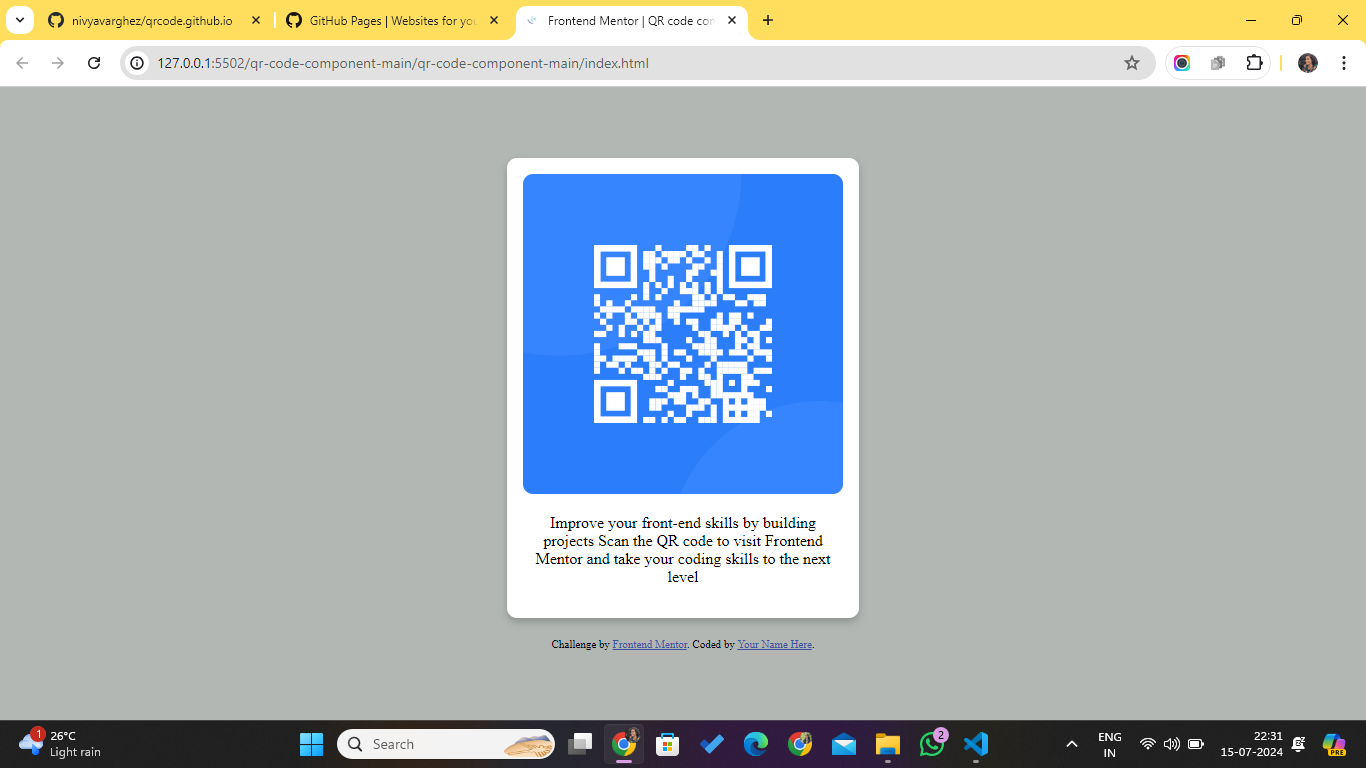 nivyavarghez/qrcode.github.io
GitHub Pages | Websites for you
Frontend Mentor | QR code com
127.0.0.1:5502/qr-code-component-main/qr-code-component-main/index.html
Improve your front-end skills by building
projects Scan the QR code to visit Frontend
Mentor and take your coding skills to the next
level
Challenge by Frontend Mentor. Coded by Your Name Here.
1
26°C
Light rain
Search
2
PRE
ENG
IN
22:31
15-07-2024